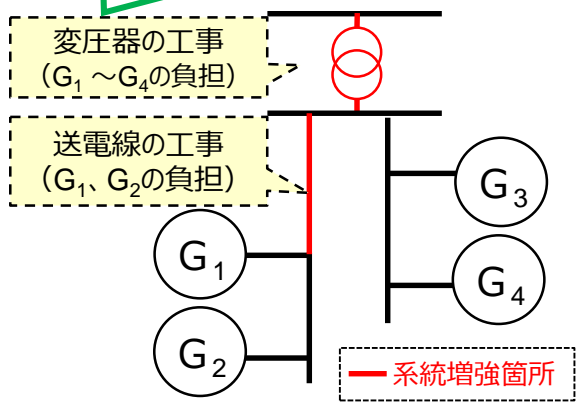 変圧器の工事
（G₁ ～G₄の負担）
送電線の工事
（G₁、G₂の負担）
G₁
G₂
G₃
G₄
系統増強箇所